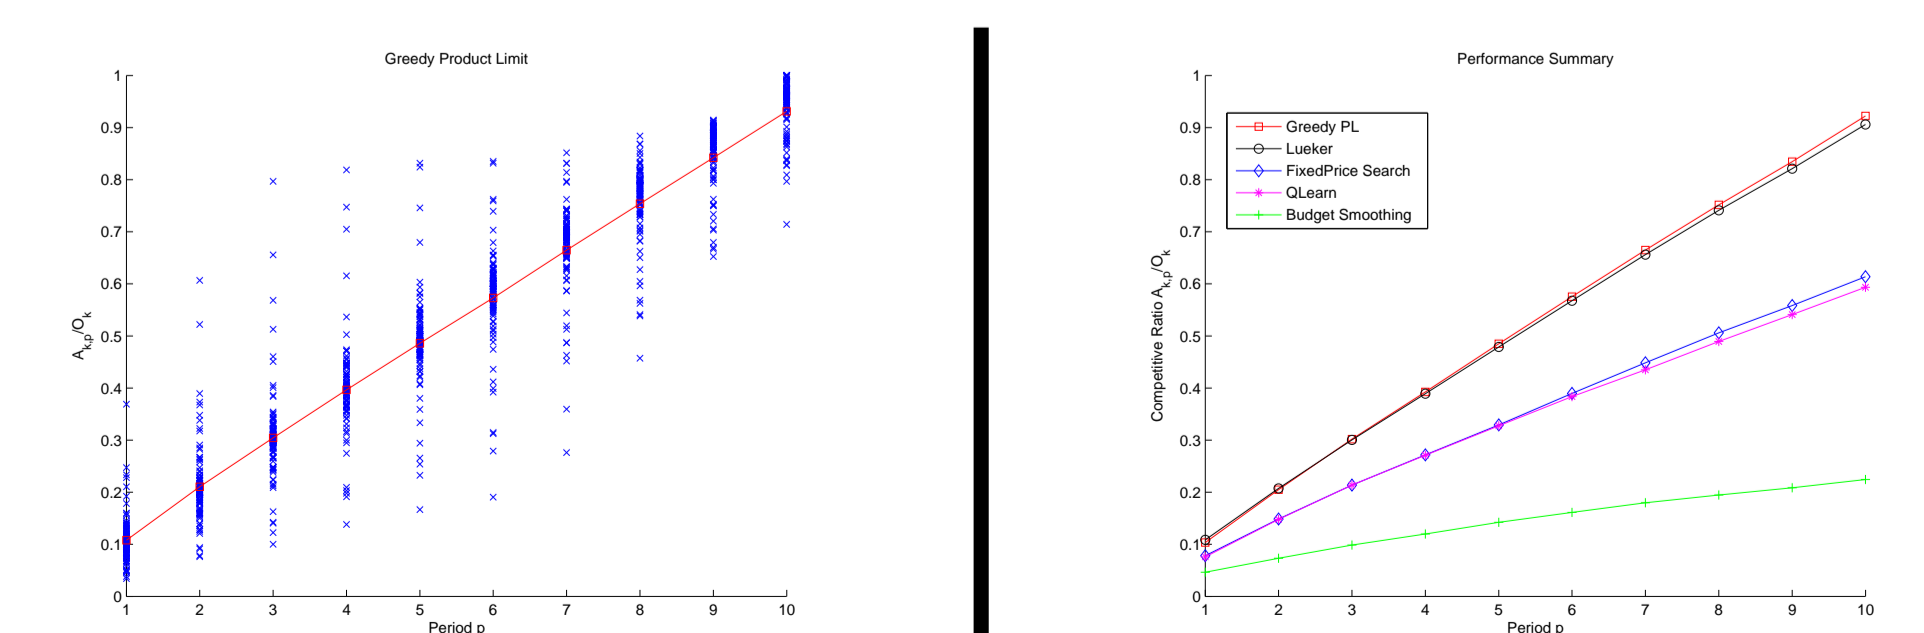 Greedy Product Limit
1
0.9
0.8
0.7
0.6
0.5
0.4
0.3
0.2
0.1
0
A_k,p/O_k
1 2 3 4 5 6 7 8 9 10
Period p
Performance Summary
1
0.9
0.8
0.7
0.6
0.5
0.4
0.3
0.2
0.1
0
Competitive Ratio A_k,p/O_k
Greedy PL
Lueker
FixedPrice Search
QLearn
Budget Smoothing
1 2 3 4 5 6 7 8 9 10
Period p